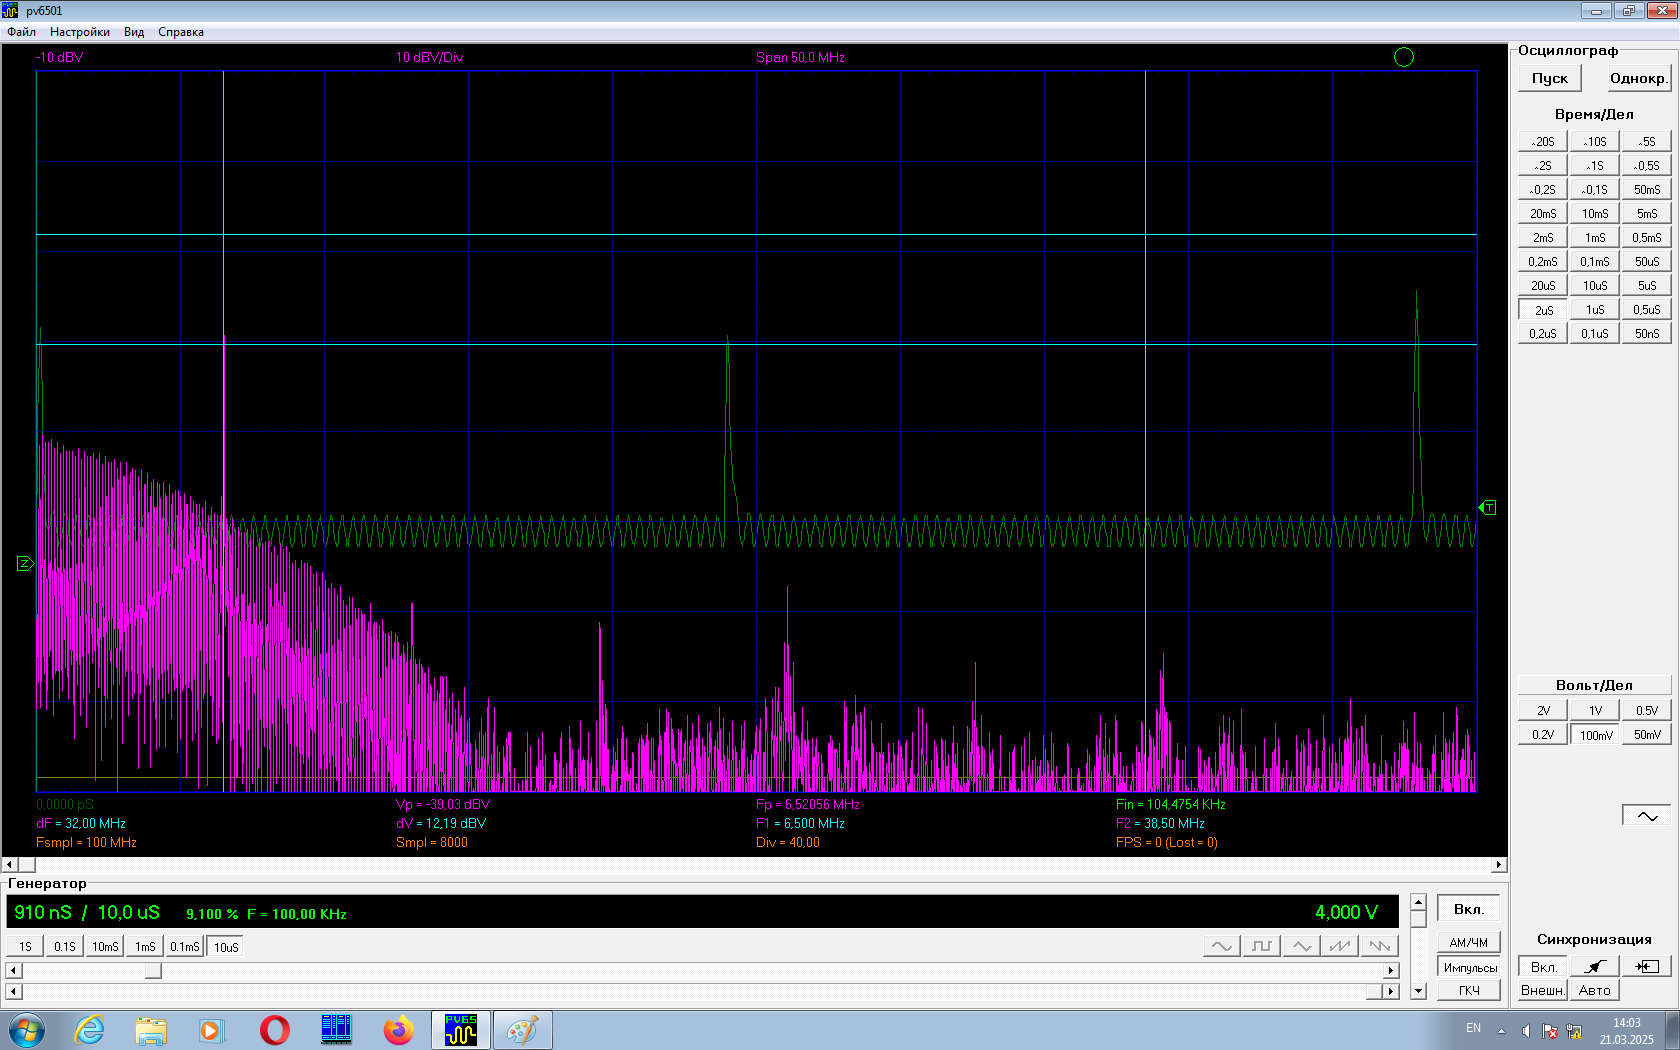 pv6501
Файл Настройки Вид Справка
-10 dBV 10 dBV/Div Span 50,0 MHz
Осциллограф
Пуск Однокр.
Время/Дел
^20S ^10S ^5S
^2S ^1S ^0,5S
^0,2S ^0,1S 50mS
20mS 10mS 5mS
2mS 1mS 0,5mS
0,2mS 0,1mS 50uS
20uS 10uS 5uS
2uS 1uS 0,5uS
0,2uS 0,1uS 50nS
T
Z
Вольт/Дел
2V 1V 0.5V
0.2V 100mV 50mV
0,0000 pS Vp = -39,03 dBV Fp = 6,52056 MHz Fin = 104,4754 KHz
dF = 32,00 MHz dV = 12,19 dBV F1 = 6,500 MHz F2 = 38,50 MHz
Fsmpl = 100 MHz Smpl = 8000 Div = 40,00 FPS = 0 (Lost = 0)
Генератор
910 nS / 10,0 uS 9,100 % F = 100,00 KHz 4,000 V
Вкл.
1S 0.1S 10mS 1mS 0.1mS 10uS
АМ/ЧМ
Импульсы
ГКЧ
Синхронизация
Вкл.
Внешн. Авто
PV65
EN
14:03
21.03.2025